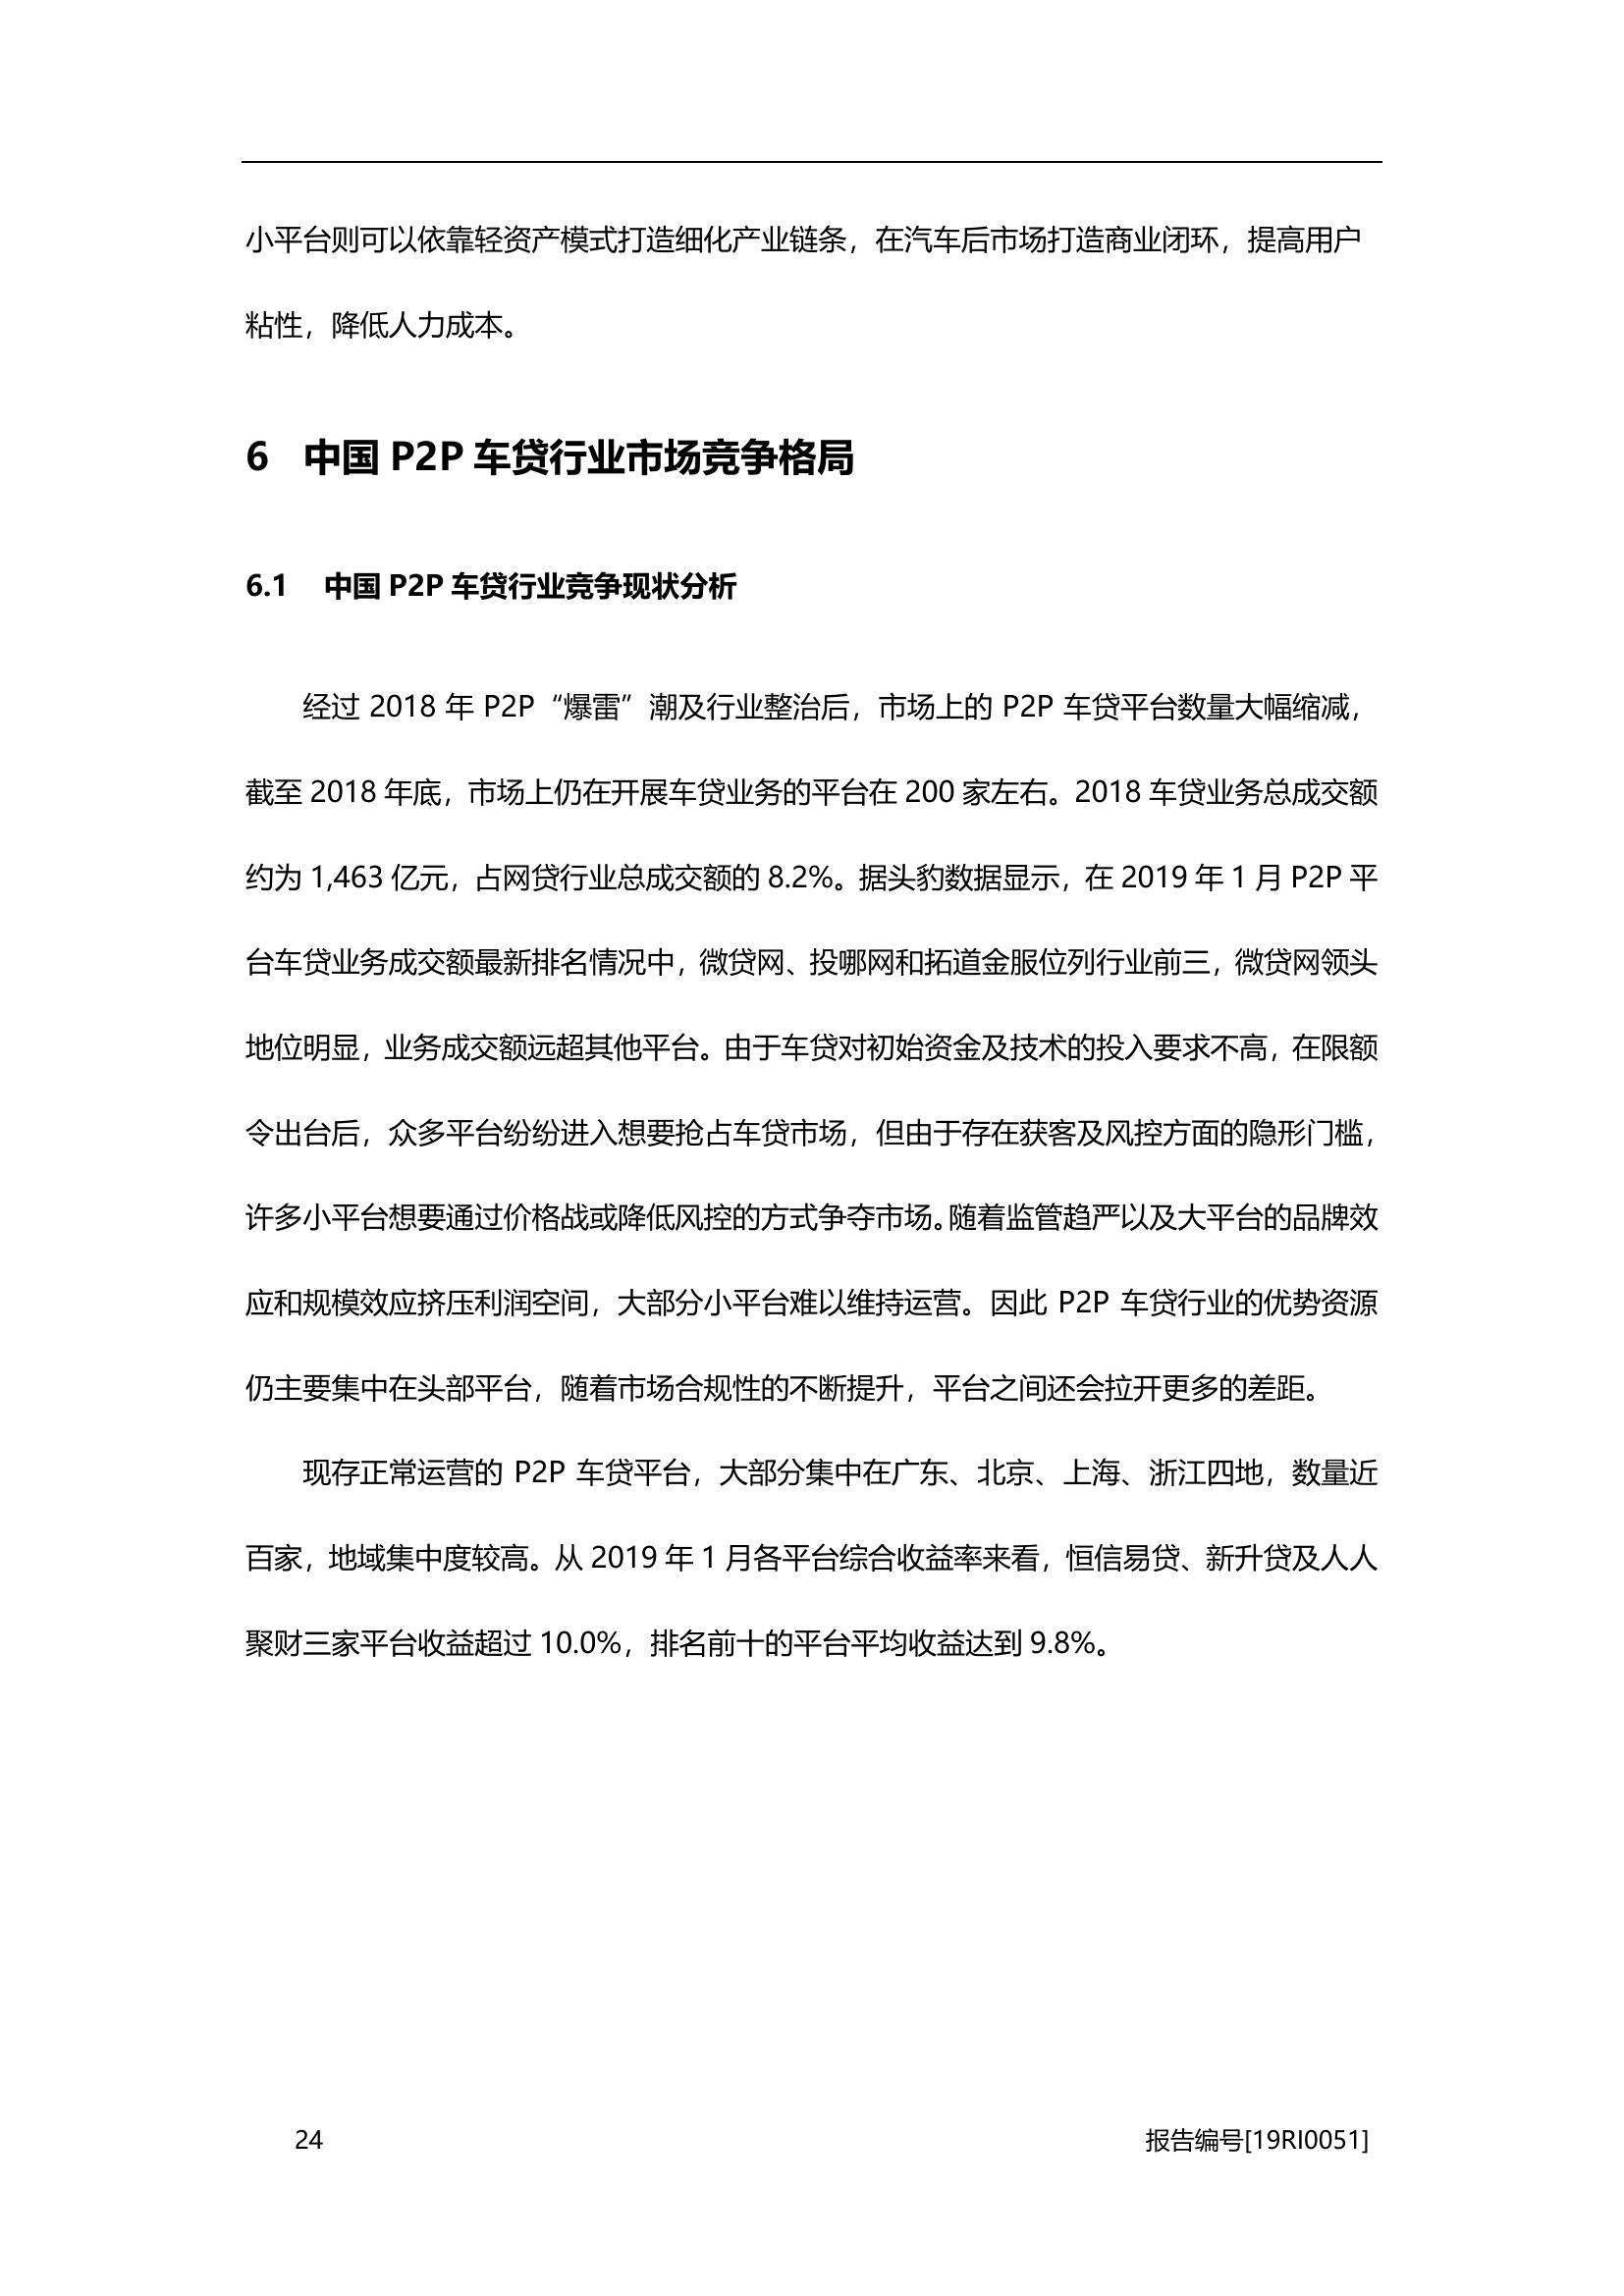 小平台则可以依靠轻资产模式打造细化产业链条，在汽车后市场打造商业闭环，提高用户
粘性，降低人力成本。
6 中国 P2P 车贷行业市场竞争格局
6.1 中国 P2P 车贷行业竞争现状分析
经过 2018 年 P2P“爆雷”潮及行业整治后，市场上的 P2P 车贷平台数量大幅缩减，
截至 2018 年底，市场上仍在开展车贷业务的平台在 200 家左右。2018 车贷业务总成交额
约为 1,463 亿元，占网贷行业总成交额的 8.2%。据头豹数据显示，在 2019 年 1 月 P2P 平
台车贷业务成交额最新排名情况中，微贷网、投哪网和拓道金服位列行业前三，微贷网领头
地位明显，业务成交额远超其他平台。由于车贷对初始资金及技术的投入要求不高，在限额
令出台后，众多平台纷纷进入想要抢占车贷市场，但由于存在获客及风控方面的隐形门槛，
许多小平台想要通过价格战或降低风控的方式争夺市场。随着监管趋严以及大平台的品牌效
应和规模效应挤压利润空间，大部分小平台难以维持运营。因此 P2P 车贷行业的优势资源
仍主要集中在头部平台，随着市场合规性的不断提升，平台之间还会拉开更多的差距。
现存正常运营的 P2P 车贷平台，大部分集中在广东、北京、上海、浙江四地，数量近
百家，地域集中度较高。从 2019 年 1 月各平台综合收益率来看，恒信易贷、新升贷及人人
聚财三家平台收益超过 10.0%，排名前十的平台平均收益达到 9.8%。
24 报告编号[19RI0051]